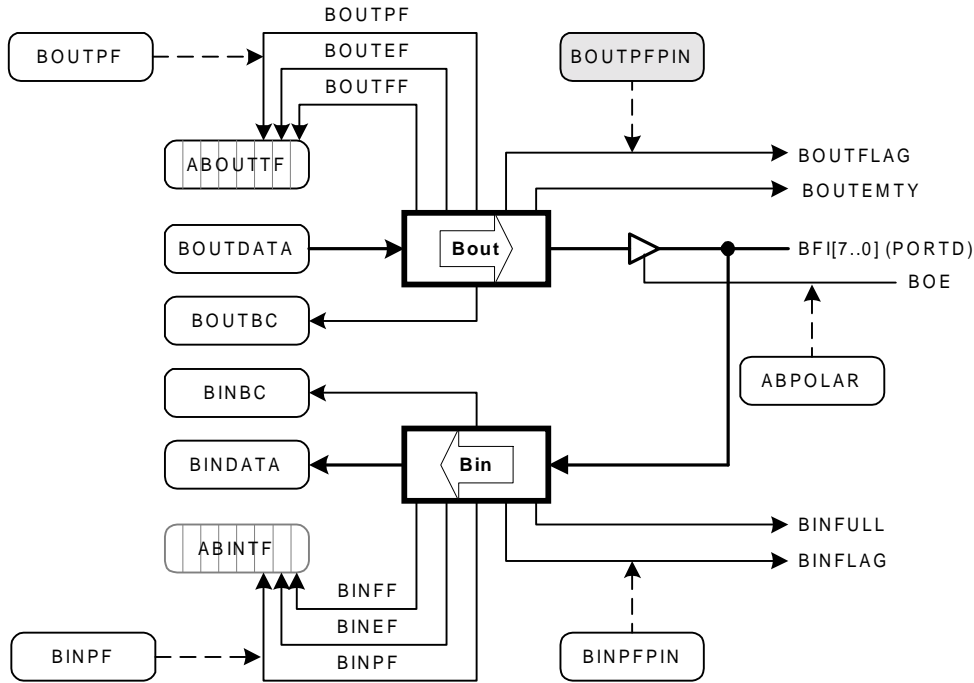 BOUTPF
BOUTPF
BOUTEF
BOUTFF
BOUTPFPIN
ABOUTTF
BOUTFLAG
BOUTEMTY
BOUTDATA
Bout
BFI[7..0] (PORTD)
BOE
BOUTBC
ABPOLAR
BINBC
BINDATA
Bin
BINFULL
ABINTF
BINFLAG
BINFF
BINEF
BINPF
BINPF
BINPFPIN